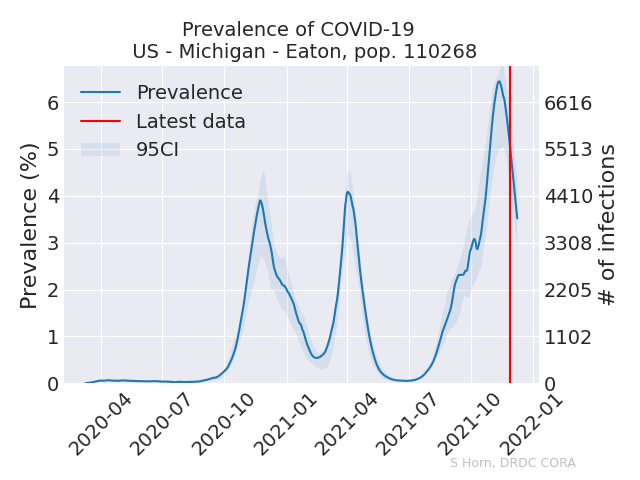 Prevalence of COVID-19
US - Michigan - Eaton, pop. 110268
Prevalence
Latest data
95CI
Prevalence (%)
6
5
4
3
2
1
0
6616
5513
4410
3308
2205
1102
0
# of infections
2020-04
2020-07
2020-10
2021-01
2021-04
2021-07
2021-10
2022-01
S Horn, DRDC CORA